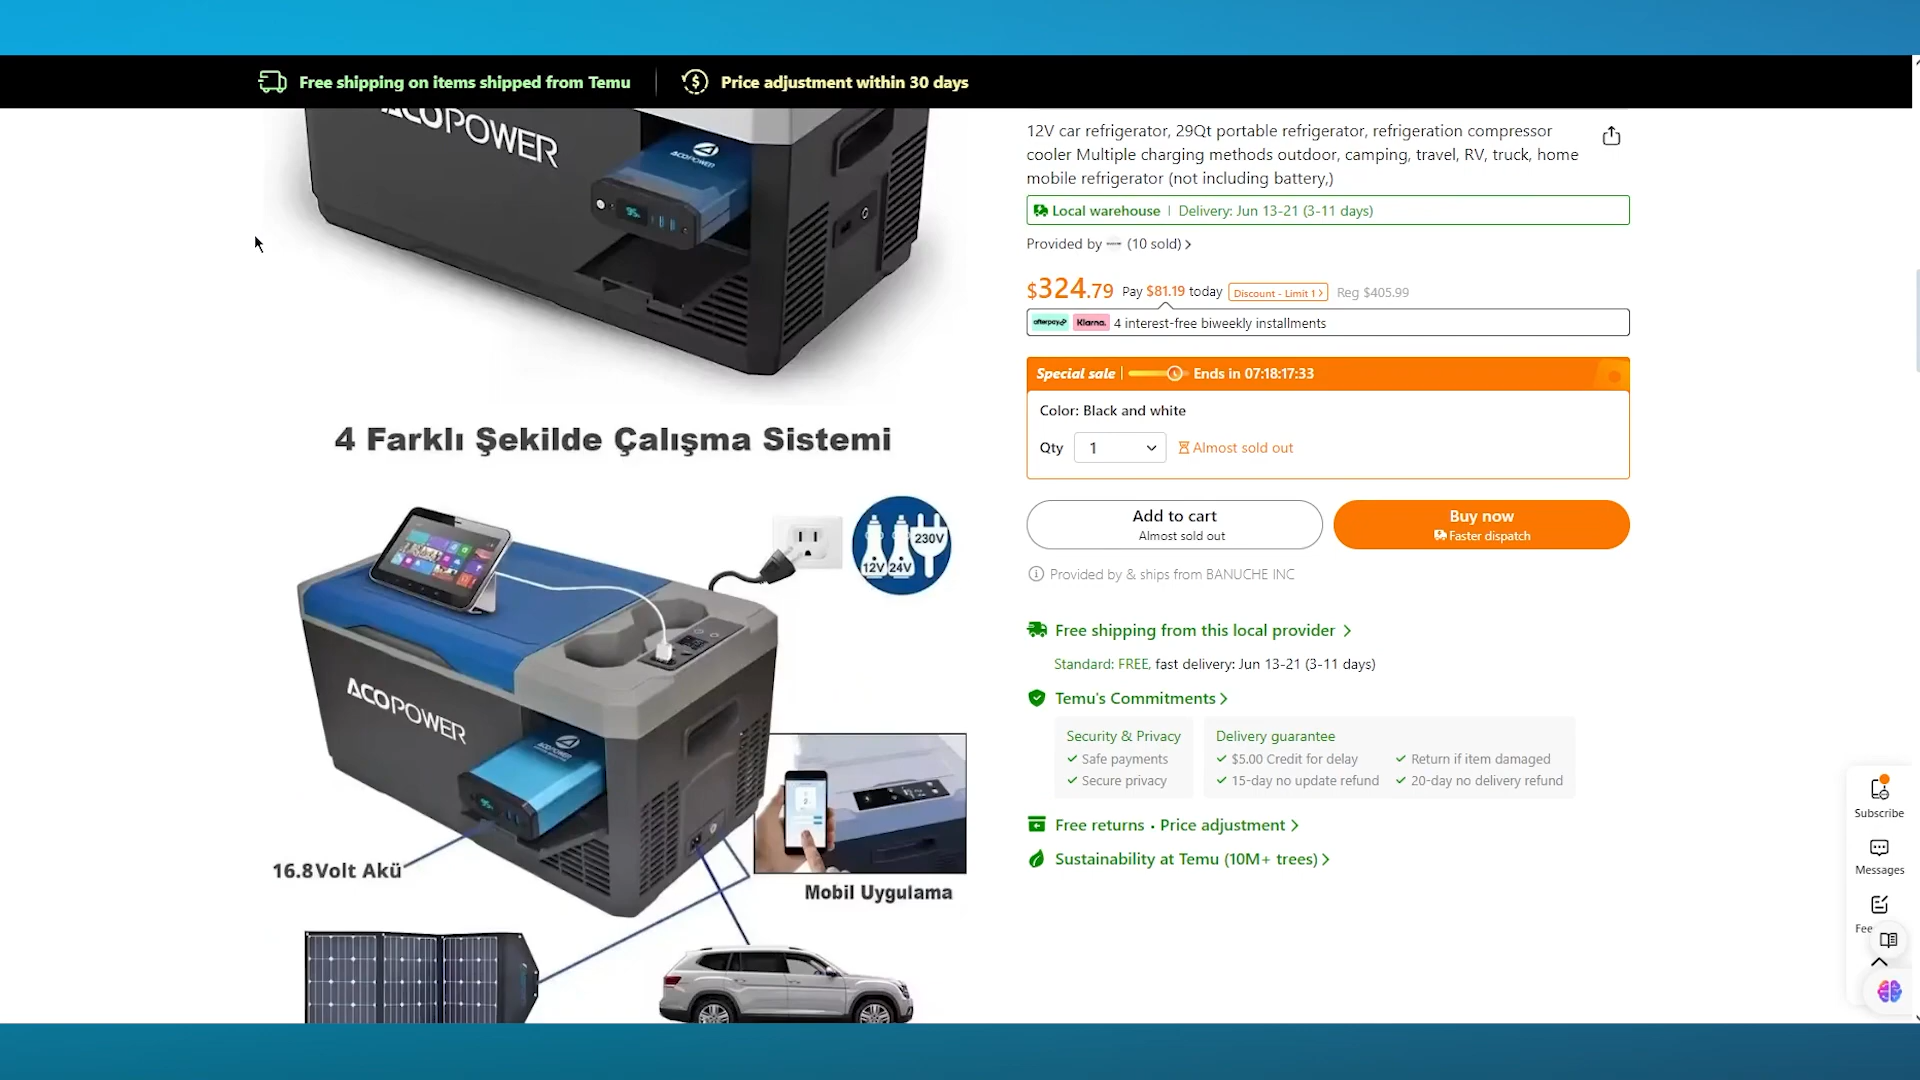 Free shipping on items shipped from Temu
Price adjustment within 30 days
ACOPOWER
ACOPOWER
95%
12V car refrigerator, 29Qt portable refrigerator, refrigeration compressor
cooler Multiple charging methods outdoor, camping, travel, RV, truck, home
mobile refrigerator (not including battery,)
Local warehouse | Delivery: Jun 13-21 (3-11 days)
Provided by (10 sold) >
$324.79 Pay $81.19 today Discount - Limit 1 > Reg $405.99
afterpay Klarna. 4 interest-free biweekly installments
Special sale | Ends in 07:18:17:33
Color: Black and white
Qty 1 Almost sold out
Add to cart
Almost sold out
Buy now
Faster dispatch
Provided by & ships from BANUCHE INC
Free shipping from this local provider >
Standard: FREE, fast delivery: Jun 13-21 (3-11 days)
Temu's Commitments >
Security & Privacy
Safe payments
Secure privacy
Delivery guarantee
$5.00 Credit for delay
Return if item damaged
15-day no update refund
20-day no delivery refund
Free returns • Price adjustment >
Sustainability at Temu (10M+ trees) >
4 Farklı Şekilde Çalışma Sistemi
230V
12V 24V
ACOPOWER
ACOPOWER
16.8Volt Akü
Mobil Uygulama
Subscribe
Messages
Fee